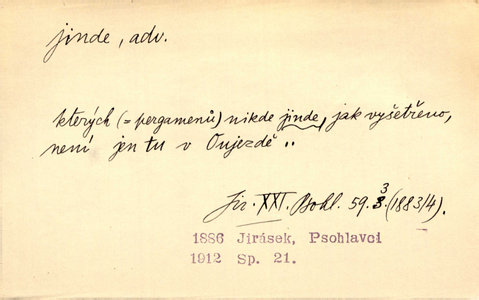 jinde, adv.
kterých (= pergamenů) nikde jinde, jak vyšetřeno,
není jen tu v Oujezdě ..
Jir. XXI. Psohl. 59. 3. (1883/4).
1886 Jirásek, Psohlavci
1912 Sp. 21.